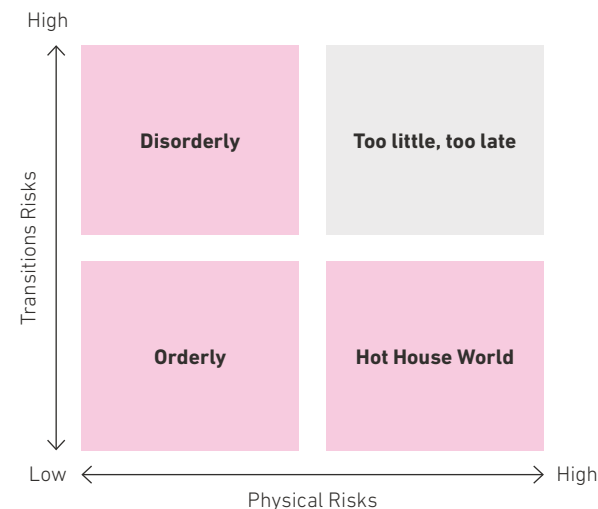 High
Disorderly
Too little, too late
Transitions Risks
Orderly
Hot House World
Low
High
Physical Risks